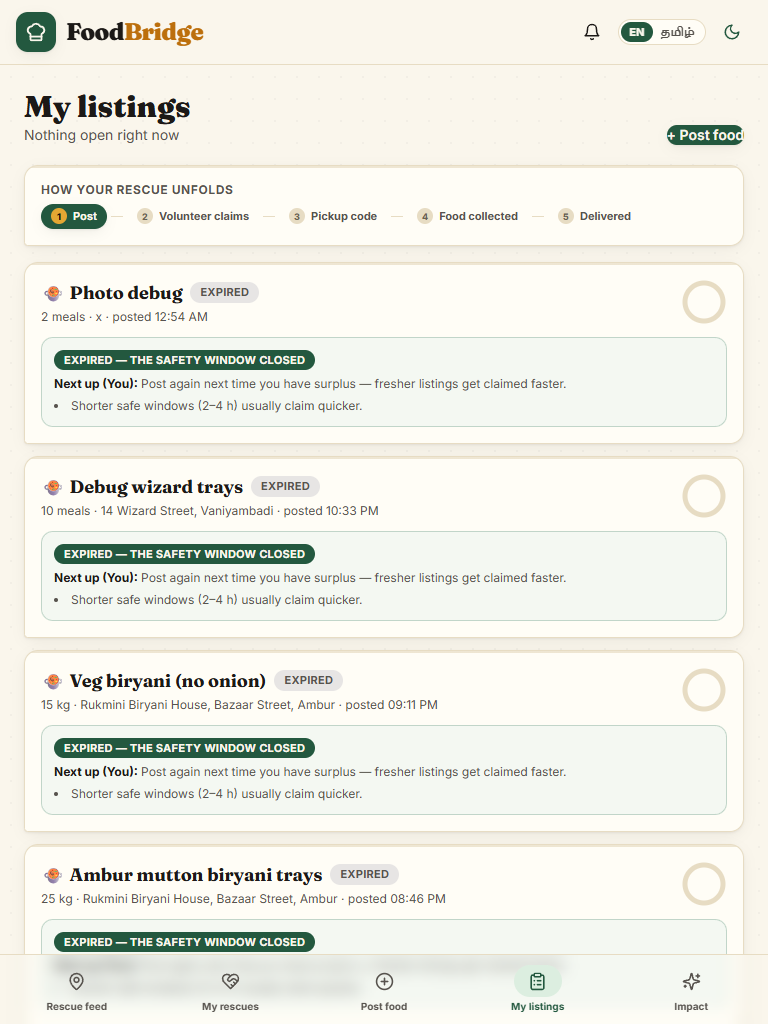 FoodBridge
EN தமிழ்
My listings
Nothing open right now
+ Post food
HOW YOUR RESCUE UNFOLDS
1 Post — 2 Volunteer claims — 3 Pickup code — 4 Food collected — 5 Delivered
Photo debug EXPIRED
2 meals · x · posted 12:54 AM
EXPIRED — THE SAFETY WINDOW CLOSED
Next up (You): Post again next time you have surplus — fresher listings get claimed faster.
• Shorter safe windows (2–4 h) usually claim quicker.
Debug wizard trays EXPIRED
10 meals · 14 Wizard Street, Vaniyambadi · posted 10:33 PM
EXPIRED — THE SAFETY WINDOW CLOSED
Next up (You): Post again next time you have surplus — fresher listings get claimed faster.
• Shorter safe windows (2–4 h) usually claim quicker.
Veg biryani (no onion) EXPIRED
15 kg · Rukmini Biryani House, Bazaar Street, Ambur · posted 09:11 PM
EXPIRED — THE SAFETY WINDOW CLOSED
Next up (You): Post again next time you have surplus — fresher listings get claimed faster.
• Shorter safe windows (2–4 h) usually claim quicker.
Ambur mutton biryani trays EXPIRED
25 kg · Rukmini Biryani House, Bazaar Street, Ambur · posted 08:46 PM
EXPIRED — THE SAFETY WINDOW CLOSED
Rescue feed My rescues Post food My listings Impact